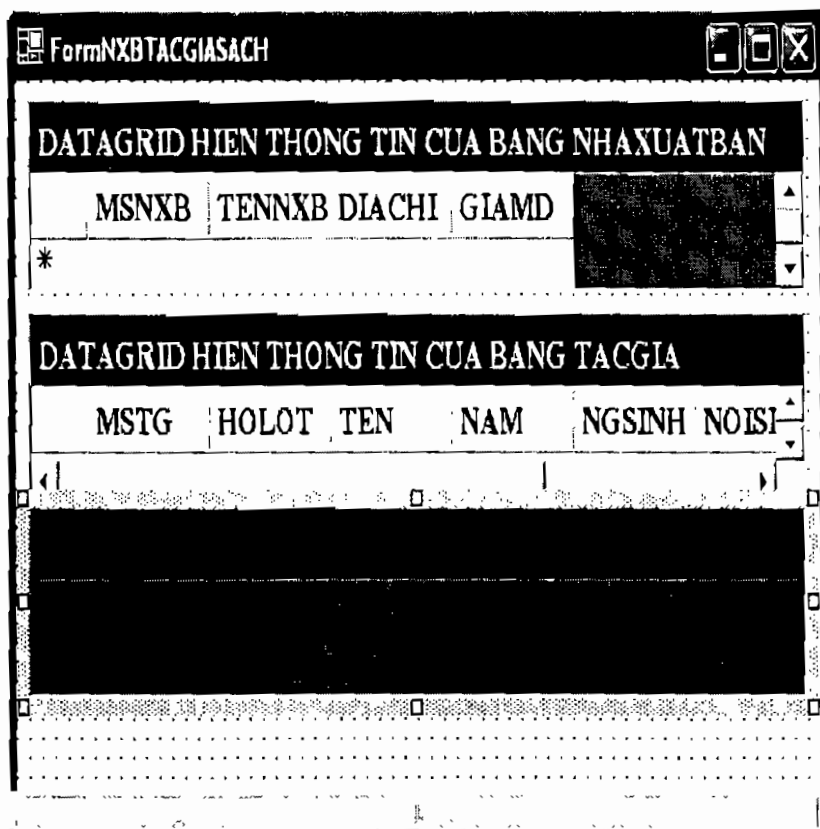 FormNXBTACGIASACH
DATAGRID HIEN THONG TIN CUA BANG NHAXUATBAN
MSNXB TENNXB DIACHI GIAMD
*
DATAGRID HIEN THONG TIN CUA BANG TACGIA
MSTG HOLOT TEN NAM NGSINH NOISI